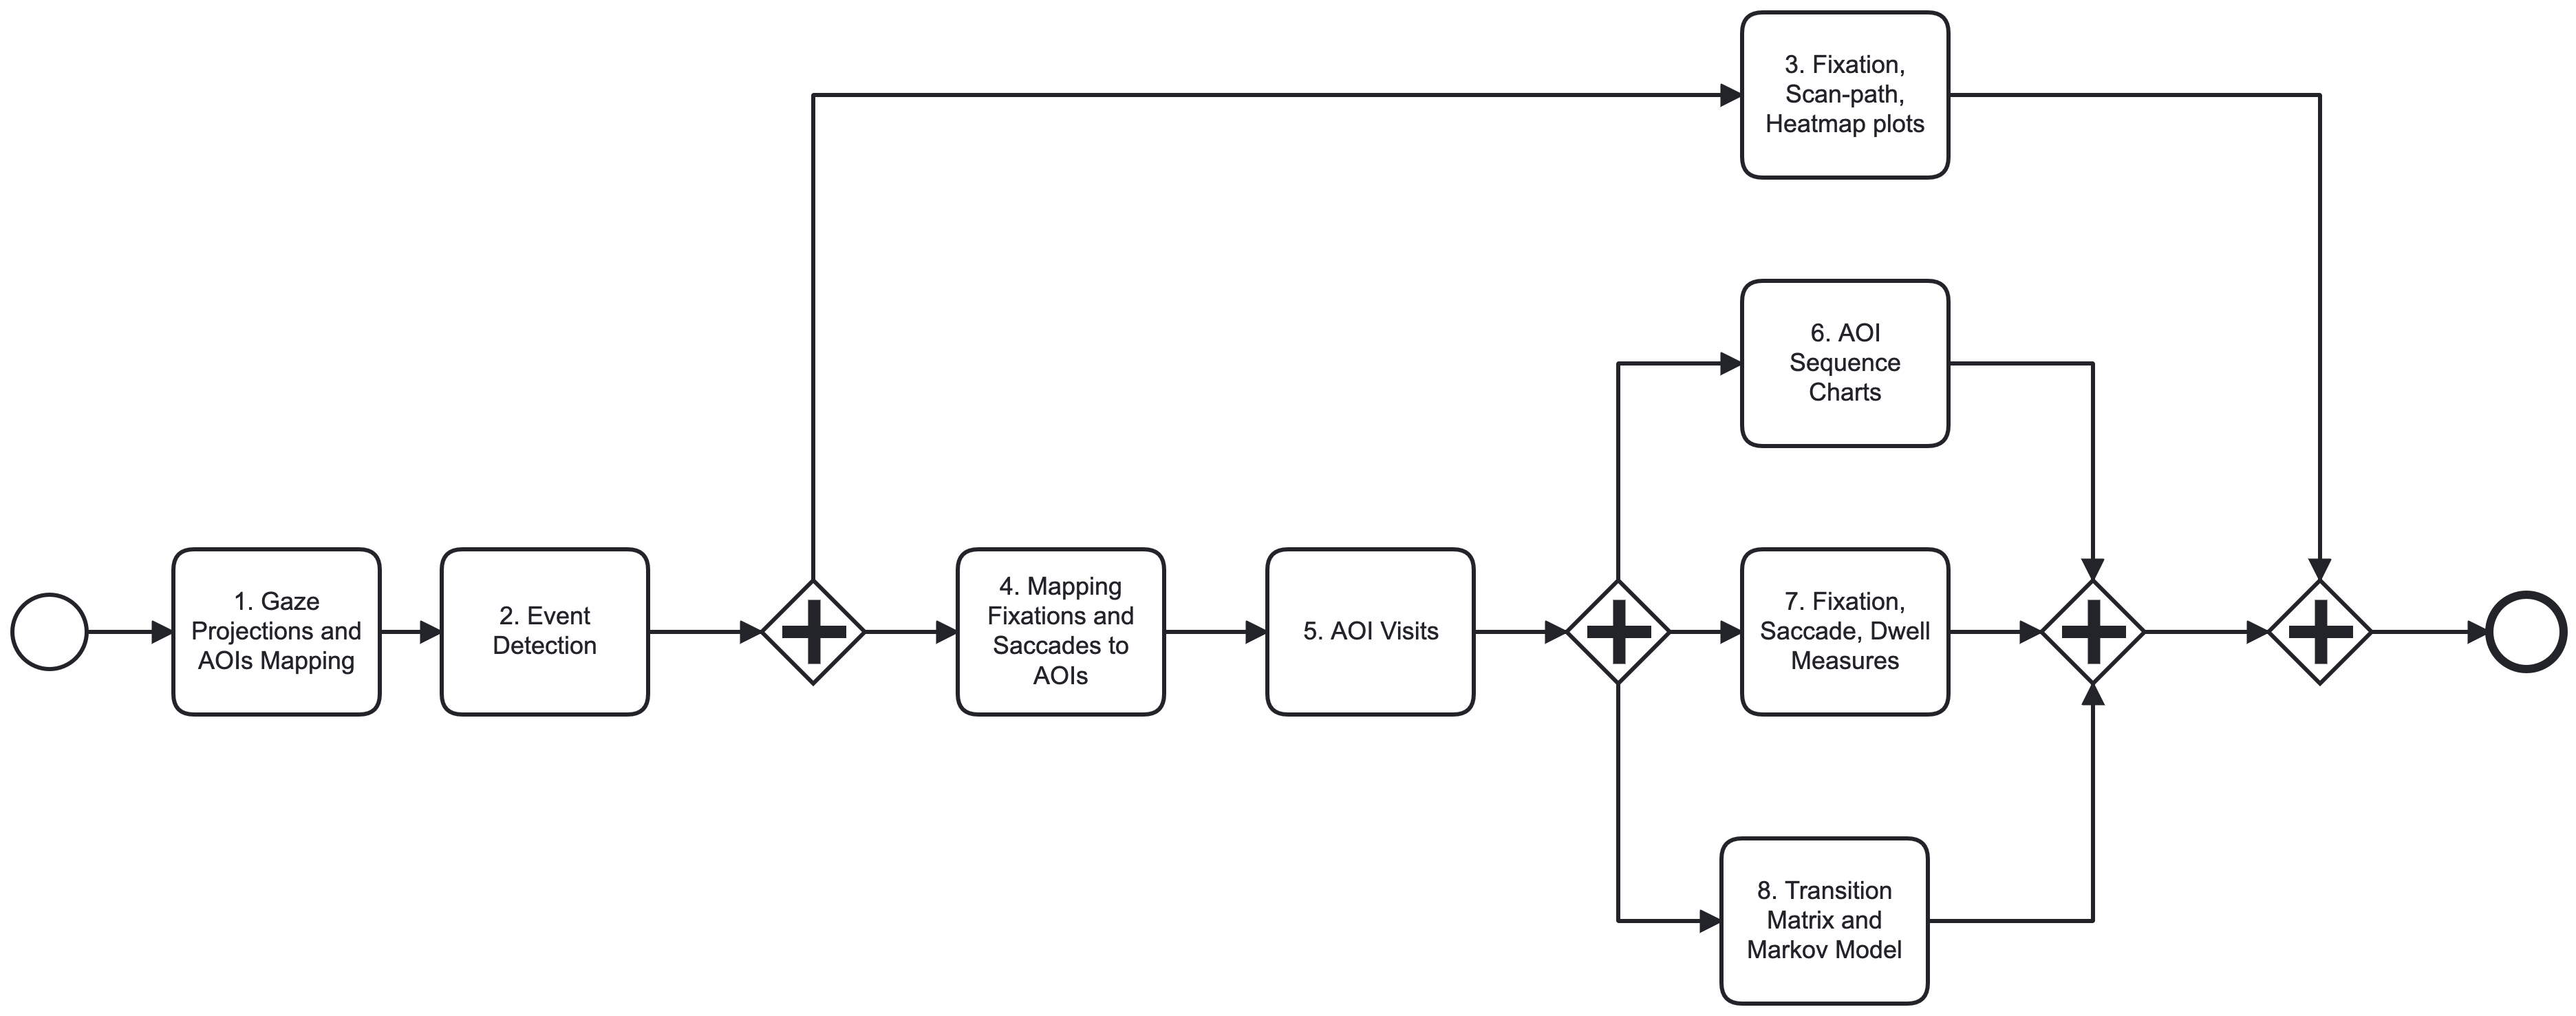 1. Gaze
Projections and
AOIs Mapping
2. Event
Detection
3. Fixation,
Scan-path,
Heatmap plots
4. Mapping
Fixations and
Saccades to
AOIs
5. AOI Visits
6. AOI
Sequence
Charts
7. Fixation,
Saccade, Dwell
Measures
8. Transition
Matrix and
Markov Model